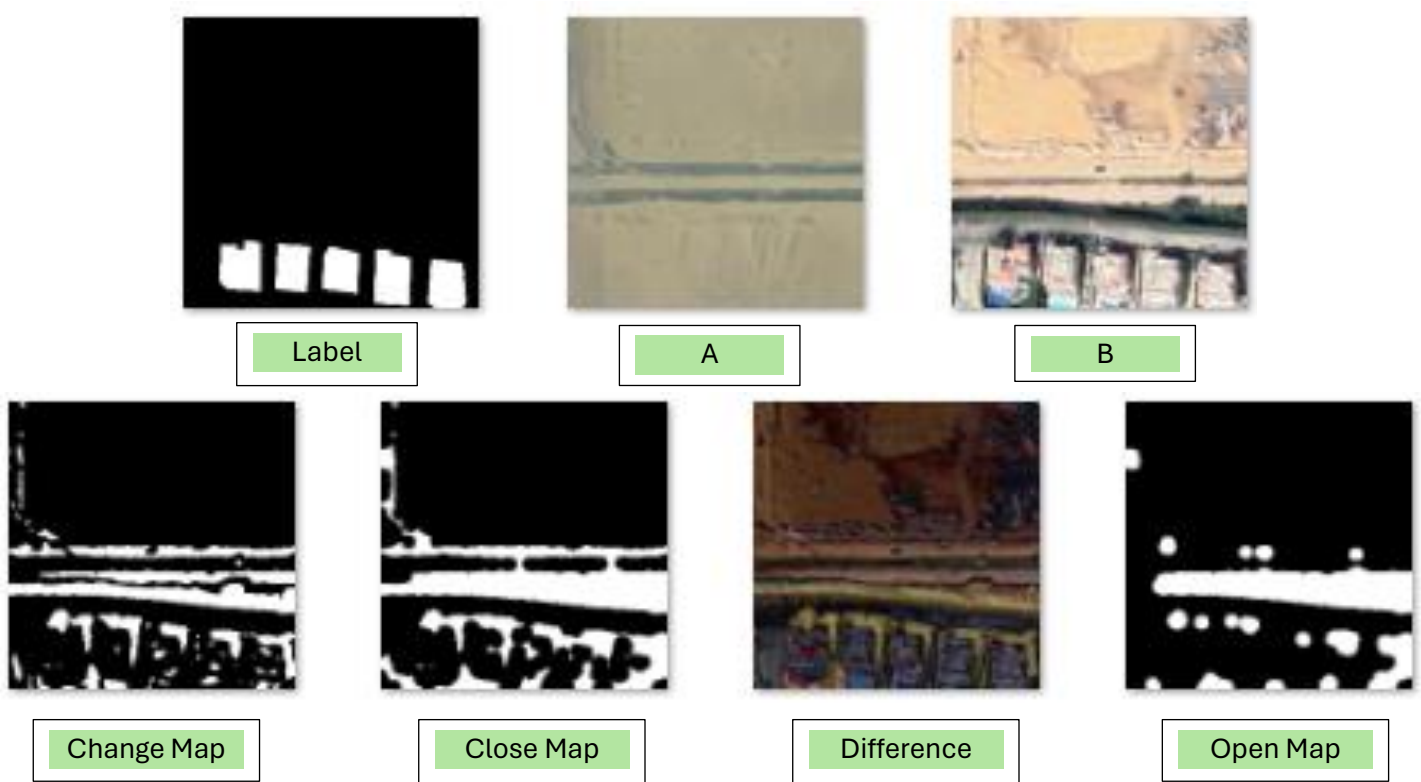 Label
A
B
Change Map
Close Map
Difference
Open Map